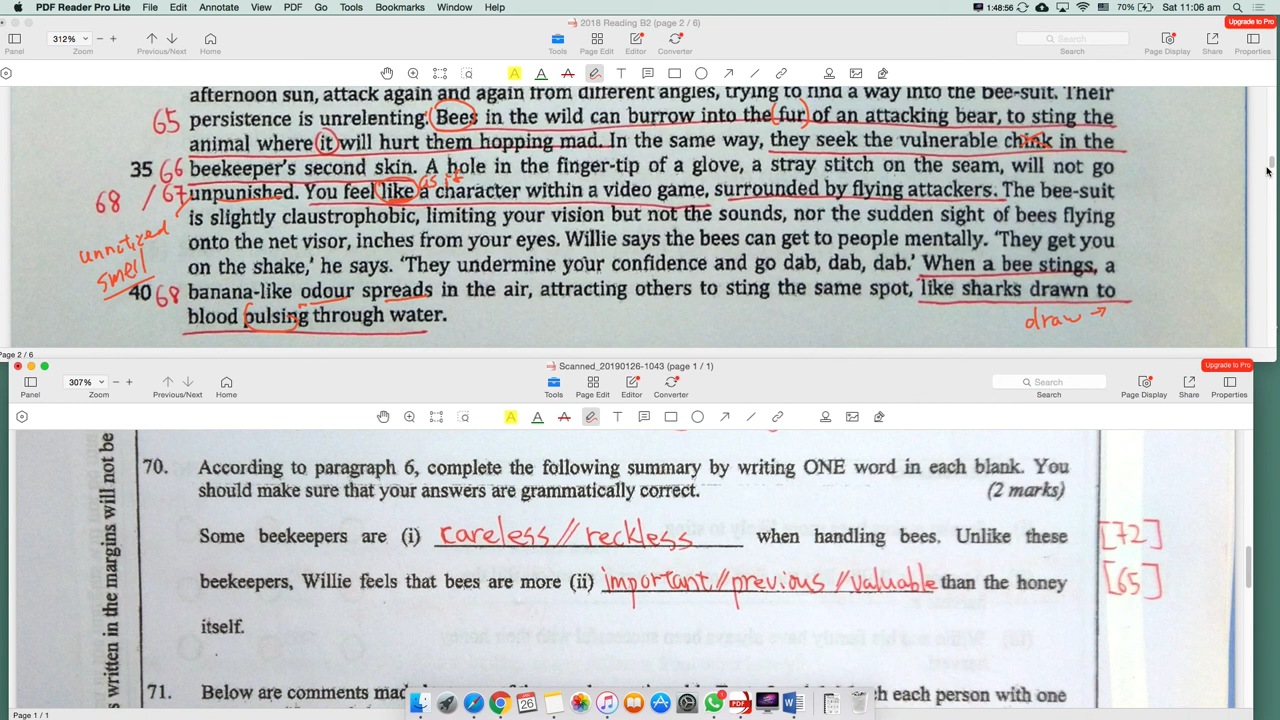 PDF Reader Pro Lite File Edit Annotate View PDF Go Tools Bookmarks Window Help 1:48:56 70% Sat 11:06 am
2018 Reading B2 (page 2 / 6)
Upgrade to Pro
312%
Panel Zoom Previous/Next Home Tools Page Edit Editor Converter Search Search Page Display Share Properties
afternoon sun, attack again and again from different angles, trying to find a way into the bee-suit. Their
65 persistence is unrelenting. Bees in the wild can burrow into the fur of an attacking bear, to sting the
animal where it will hurt them hopping mad. In the same way, they seek the vulnerable chink in the
35 66 beekeeper's second skin. A hole in the finger-tip of a glove, a stray stitch on the seam, will not go
as if
68 / 67 unpunished. You feel like a character within a video game, surrounded by flying attackers. The bee-suit
is slightly claustrophobic, limiting your vision but not the sounds, nor the sudden sight of bees flying
unnoticed
onto the net visor, inches from your eyes. Willie says the bees can get to people mentally. 'They get you
smell
on the shake,' he says. 'They undermine your confidence and go dab, dab, dab.' When a bee stings, a
40 68 banana-like odour spreads in the air, attracting others to sting the same spot, like sharks drawn to
blood pulsing through water.
draw →
Page 2 / 6
Scanned_20190126-1043 (page 1 / 1)
Upgrade to Pro
307%
Search
Panel Zoom Previous/Next Home Tools Page Edit Editor Converter Search Page Display Share Properties
s written in the margins will not be
70. According to paragraph 6, complete the following summary by writing ONE word in each blank. You
should make sure that your answers are grammatically correct. (2 marks)
Some beekeepers are (i) careless // reckless when handling bees. Unlike these [72]
beekeepers, Willie feels that bees are more (ii) important // previous // valuable than the honey [65]
itself.
71. Below are comments mad h each person with one
Page 1 / 1